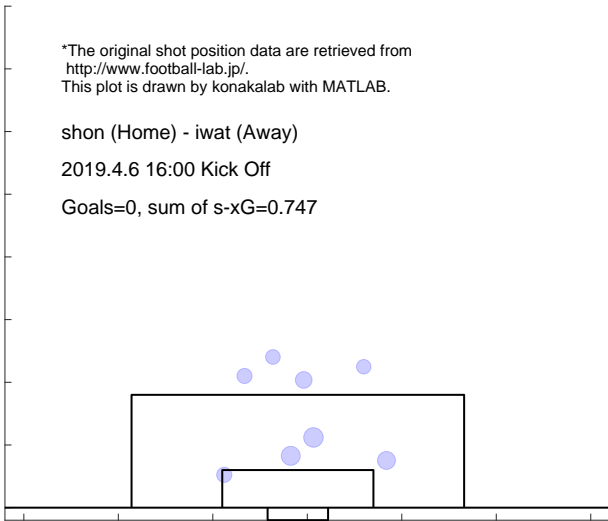 *The original shot position data are retrieved from
http://www.football-lab.jp/.
This plot is drawn by konakalab with MATLAB.
shon (Home) - iwat (Away)
2019.4.6 16:00 Kick Off
Goals=0, sum of s-xG=0.747